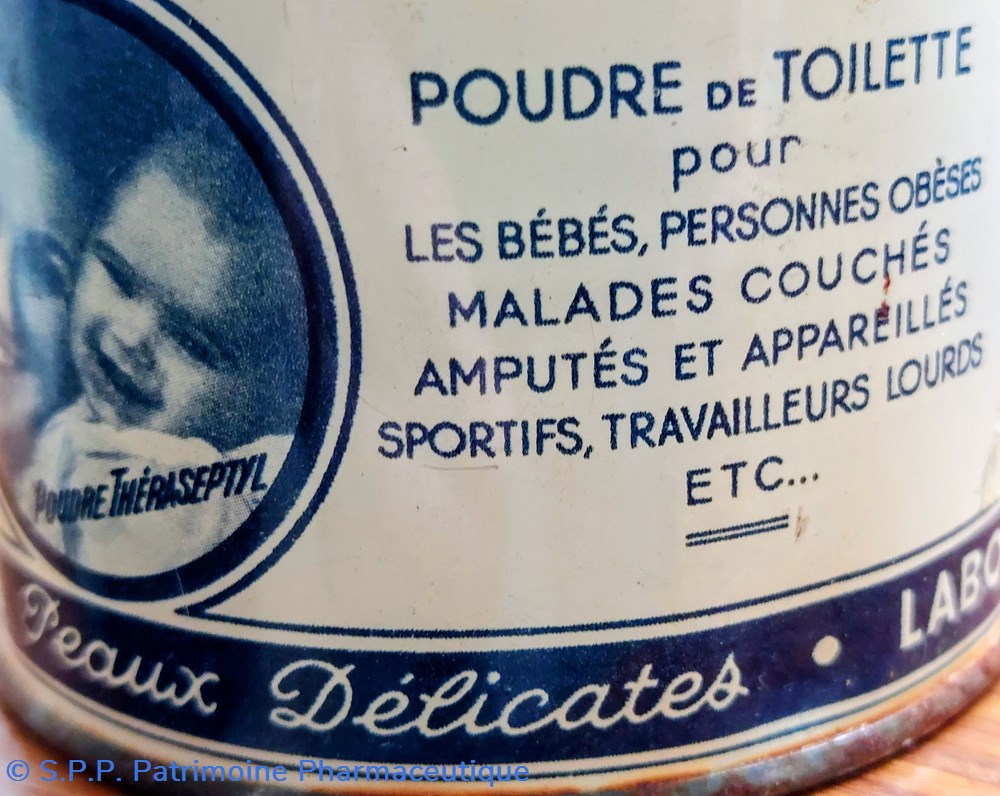 POUDRE DE TOILETTE
pour
LES BÉBÉS, PERSONNES OBÈSES
MALADES COUCHÉS
AMPUTÉS ET APPAREILLÉS
SPORTIFS, TRAVAILLEURS LOURDS
ETC...
POUDRE THÉRASEPTYL
Peaux Délicates • LABO
© S.P.P. Patrimoine Pharmaceutique